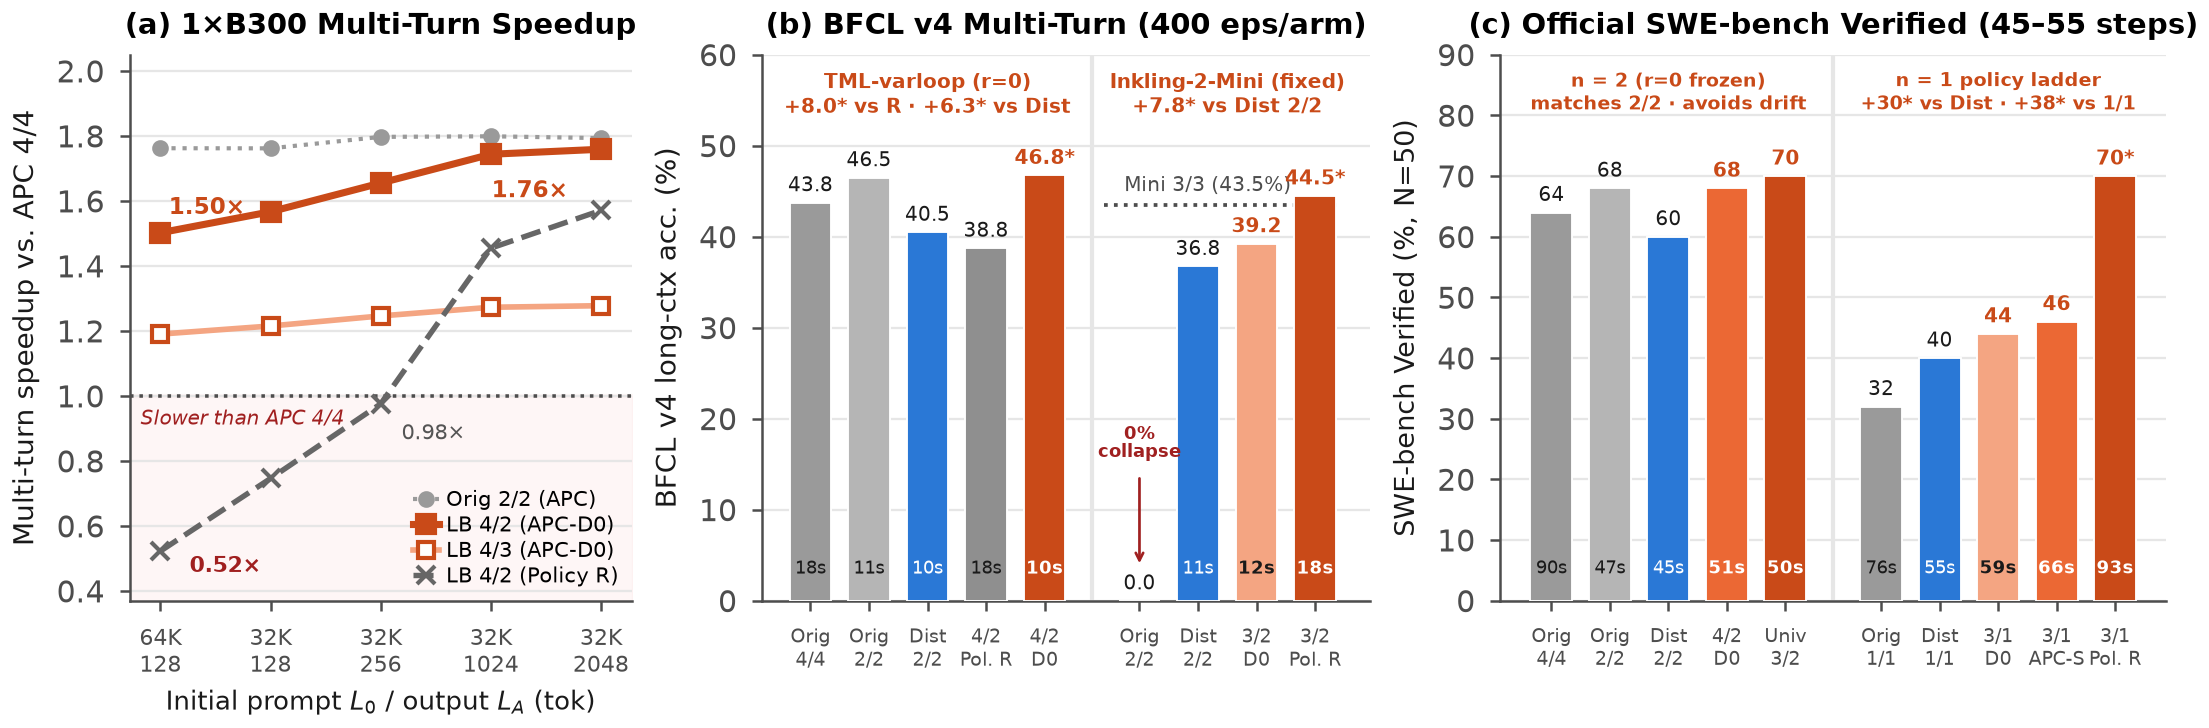 (a) 1×B300 Multi-Turn Speedup
Multi-turn speedup vs. APC 4/4
2.0
1.8
1.6
1.4
1.2
1.0
0.8
0.6
0.4
1.50×
1.76×
Slower than APC 4/4
0.98×
0.52×
Orig 2/2 (APC)
LB 4/2 (APC-D0)
LB 4/3 (APC-D0)
LB 4/2 (Policy R)
64K 32K 32K 32K 32K
128 128 256 1024 2048
Initial prompt L0 / output LA (tok)
(b) BFCL v4 Multi-Turn (400 eps/arm)
BFCL v4 long-ctx acc. (%)
60
50
40
30
20
10
0
TML-varloop (r=0)
+8.0* vs R · +6.3* vs Dist
Inkling-2-Mini (fixed)
+7.8* vs Dist 2/2
43.8
46.5
40.5
38.8
46.8*
Mini 3/3 (43.5%)
0%
collapse
0.0
36.8
39.2
44.5*
18s 11s 10s 18s 10s 11s 12s 18s
Orig Orig Dist 4/2 4/2 Orig Dist 3/2 3/2
4/4 2/2 2/2 Pol. R D0 2/2 2/2 D0 Pol. R
(c) Official SWE-bench Verified (45–55 steps)
SWE-bench Verified (%, N=50)
90
80
70
60
50
40
30
20
10
0
n = 2 (r=0 frozen)
matches 2/2 · avoids drift
n = 1 policy ladder
+30* vs Dist · +38* vs 1/1
64
68
60
68
70
32
40
44
46
70*
90s 47s 45s 51s 50s 76s 55s 59s 66s 93s
Orig Orig Dist 4/2 Univ Orig Dist 3/1 3/1 3/1
4/4 2/2 2/2 D0 3/2 1/1 1/1 D0 APC-S Pol. R